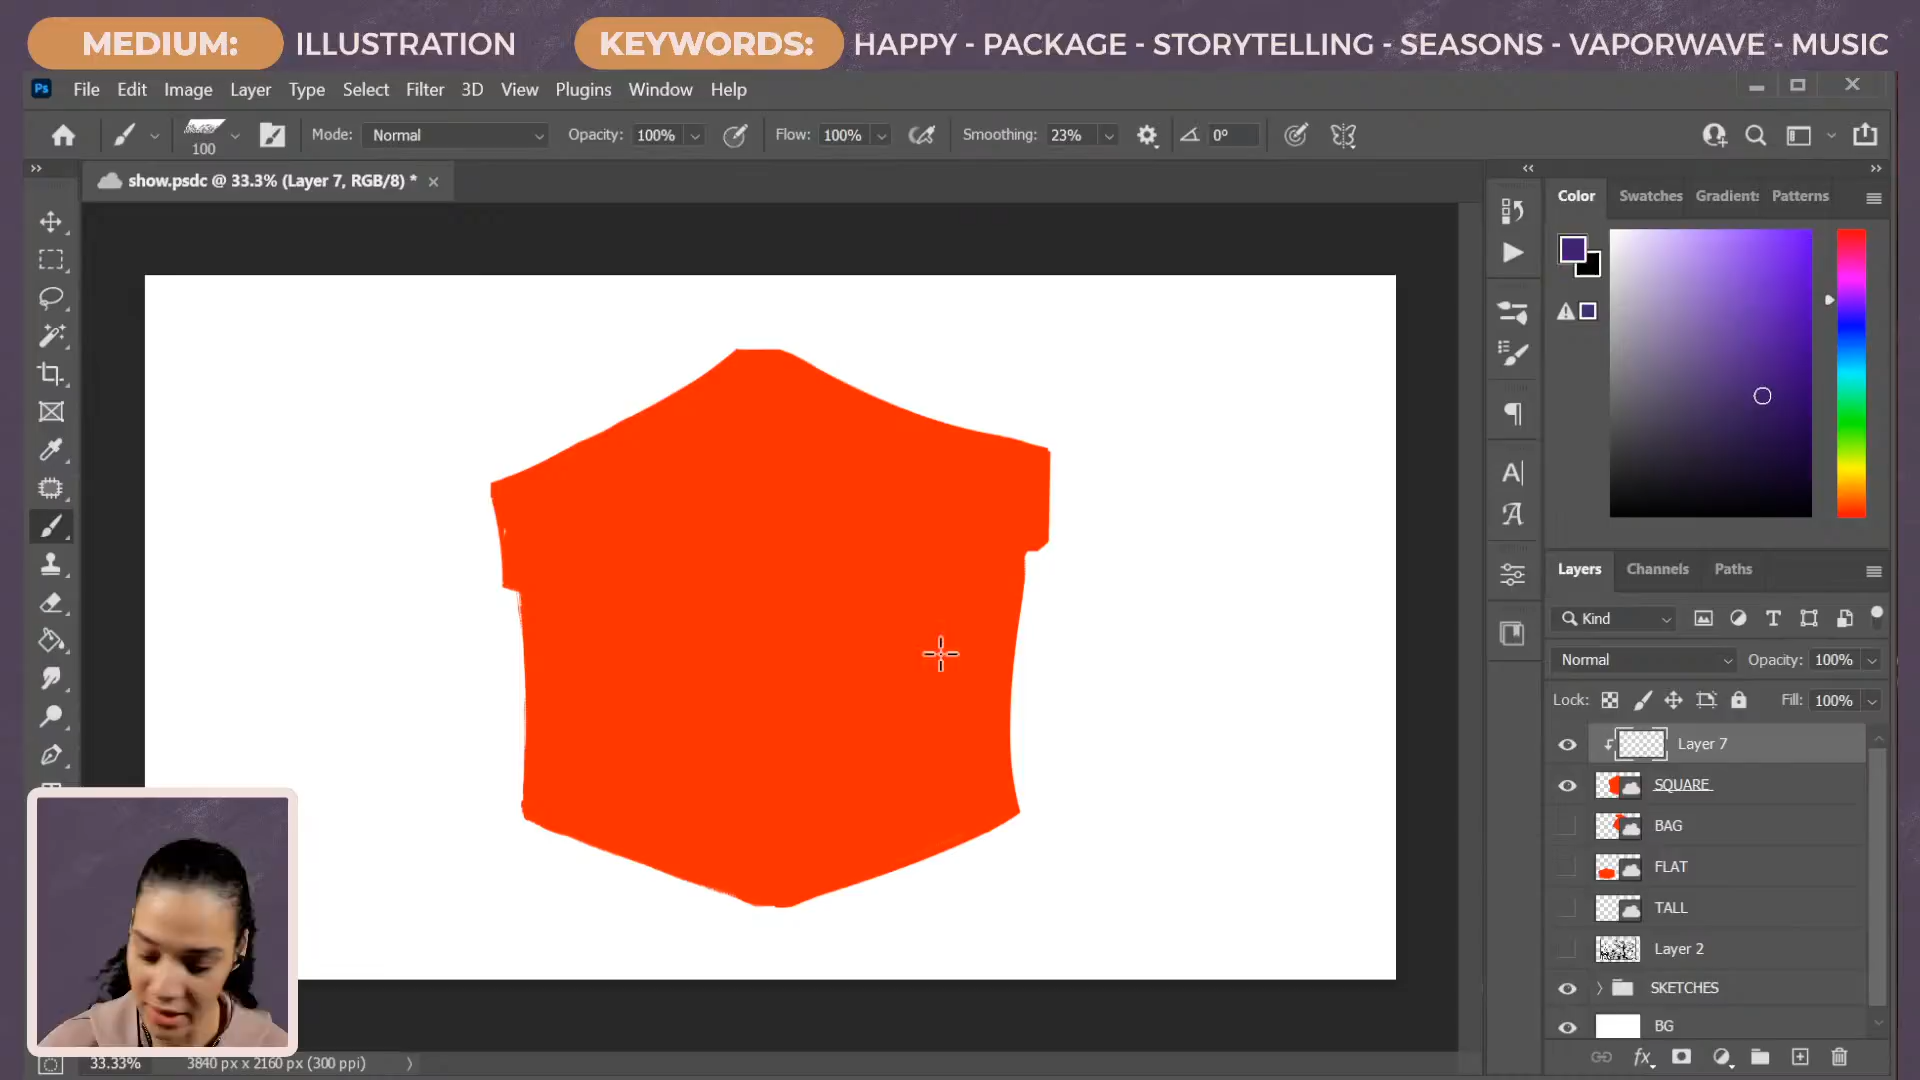 MEDIUM: ILLUSTRATION KEYWORDS: HAPPY - PACKAGE - STORYTELLING - SEASONS - VAPORWAVE - MUSIC
Ps File Edit Image Layer Type Select Filter 3D View Plugins Window Help
100 Mode: Normal Opacity: 100% Flow: 100% Smoothing: 23% 0°
show.psdc @ 33.3% (Layer 7, RGB/8) *
Color Swatches Gradient: Patterns
Layers Channels Paths
Kind
Normal Opacity: 100%
Lock: Fill: 100%
Layer 7
SQUARE
BAG
FLAT
TALL
Layer 2
SKETCHES
BG
33.33% 3840 px x 2160 px (300 ppi)